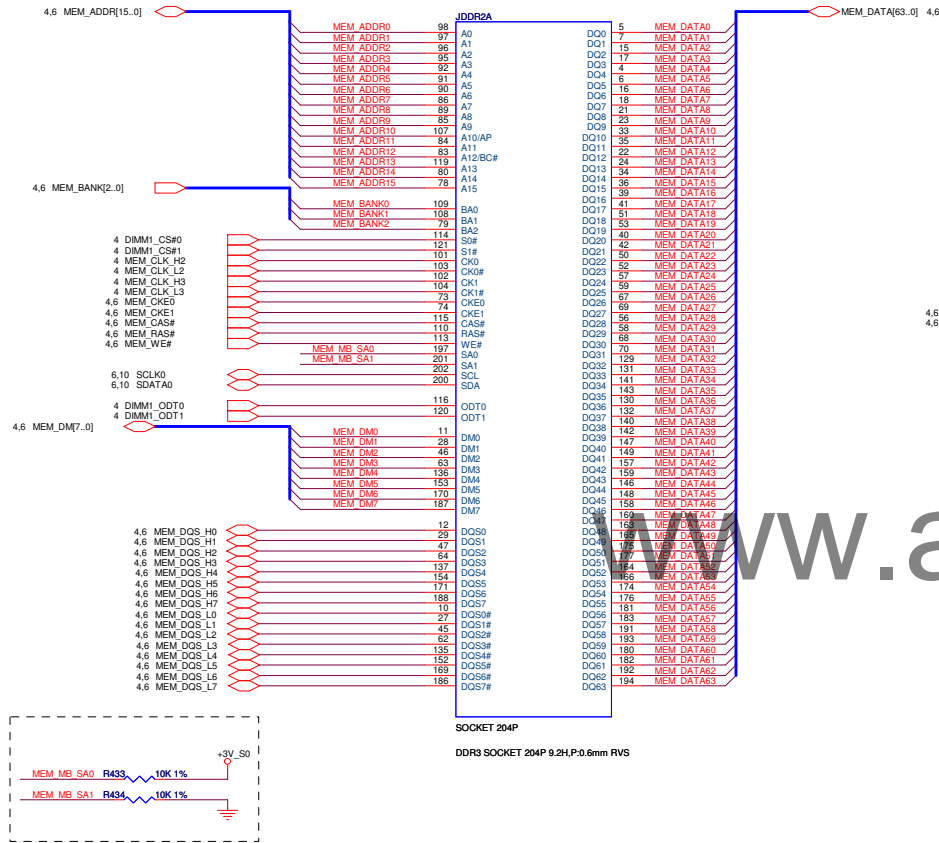 4,6 MEM_ADDR[15..0]
JDDR2A
MEM_DATA[63..0] 4,6
MEM_ADDR0 98 A0 DQ0 5 MEM_DATA0
MEM_ADDR1 97 A1 DQ1 7 MEM_DATA1
MEM_ADDR2 96 A2 DQ2 15 MEM_DATA2
MEM_ADDR3 95 A3 DQ3 17 MEM_DATA3
MEM_ADDR4 92 A4 DQ4 4 MEM_DATA4
MEM_ADDR5 91 A5 DQ5 6 MEM_DATA5
MEM_ADDR6 90 A6 DQ6 16 MEM_DATA6
MEM_ADDR7 86 A7 DQ7 18 MEM_DATA7
MEM_ADDR8 89 A8 DQ8 21 MEM_DATA8
MEM_ADDR9 85 A9 DQ9 23 MEM_DATA9
MEM_ADDR10 107 A10/AP DQ10 33 MEM_DATA10
MEM_ADDR11 84 A11 DQ11 35 MEM_DATA11
MEM_ADDR12 83 A12/BC# DQ12 22 MEM_DATA12
MEM_ADDR13 119 A13 DQ13 24 MEM_DATA13
MEM_ADDR14 80 A14 DQ14 34 MEM_DATA14
MEM_ADDR15 78 A15 DQ15 36 MEM_DATA15
4,6 MEM_BANK[2..0]
DQ16 39 MEM_DATA16
MEM_BANK0 109 BA0 DQ17 41 MEM_DATA17
MEM_BANK1 108 BA1 DQ18 51 MEM_DATA18
MEM_BANK2 79 BA2 DQ19 53 MEM_DATA19
4 DIMM1_CS#0 114 S0# DQ20 40 MEM_DATA20
4 DIMM1_CS#1 121 S1# DQ21 42 MEM_DATA21
4 MEM_CLK_H2 101 CK0 DQ22 50 MEM_DATA22
4 MEM_CLK_L2 103 CK0# DQ23 52 MEM_DATA23
4 MEM_CLK_H3 102 CK1 DQ24 57 MEM_DATA24
4 MEM_CLK_L3 104 CK1# DQ25 59 MEM_DATA25
4,6 MEM_CKE0 73 CKE0 DQ26 67 MEM_DATA26
4,6 MEM_CKE1 74 CKE1 DQ27 69 MEM_DATA27
4,6
4,6 MEM_CAS# 115 CAS# DQ28 56 MEM_DATA28
4,6
4,6 MEM_RAS# 110 RAS# DQ29 58 MEM_DATA29
4,6 MEM_WE# 113 WE# DQ30 68 MEM_DATA30
MEM_MB_SA0 197 SA0 DQ31 70 MEM_DATA31
MEM_MB_SA1 201 SA1 DQ32 129 MEM_DATA32
6,10 SCLK0 202 SCL DQ33 131 MEM_DATA33
6,10 SDATA0 200 SDA DQ34 141 MEM_DATA34
DQ35 143 MEM_DATA35
4 DIMM1_ODT0 116 ODT0 DQ36 130 MEM_DATA36
4 DIMM1_ODT1 120 ODT1 DQ37 132 MEM_DATA37
4,6 MEM_DM[7..0]
DQ38 140 MEM_DATA38
MEM_DM0 11 DM0 DQ39 142 MEM_DATA39
MEM_DM1 28 DM1 DQ40 147 MEM_DATA40
MEM_DM2 46 DM2 DQ41 149 MEM_DATA41
MEM_DM3 63 DM3 DQ42 157 MEM_DATA42
MEM_DM4 136 DM4 DQ43 159 MEM_DATA43
MEM_DM5 153 DM5 DQ44 146 MEM_DATA44
MEM_DM6 170 DM6 DQ45 148 MEM_DATA45
MEM_DM7 187 DM7 DQ46 158 MEM_DATA46
DQ47 160 MEM_DATA47
4,6 MEM_DQS_H0 12 DQS0 DQ48 163 MEM_DATA48
4,6 MEM_DQS_H1 29 DQS1 DQ49 165 MEM_DATA49
4,6 MEM_DQS_H2 47 DQS2 DQ50 175 MEM_DATA50
4,6 MEM_DQS_H3 64 DQS3 DQ51 177 MEM_DATA51
www.a
4,6 MEM_DQS_H4 137 DQS4 DQ52 164 MEM_DATA52
4,6 MEM_DQS_H5 154 DQS5 DQ53 166 MEM_DATA53
4,6 MEM_DQS_H6 171 DQS6 DQ54 174 MEM_DATA54
4,6 MEM_DQS_H7 188 DQS7 DQ55 176 MEM_DATA55
4,6 MEM_DQS_L0 10 DQS0# DQ56 181 MEM_DATA56
4,6 MEM_DQS_L1 27 DQS1# DQ57 183 MEM_DATA57
4,6 MEM_DQS_L2 45 DQS2# DQ58 191 MEM_DATA58
4,6 MEM_DQS_L3 62 DQS3# DQ59 193 MEM_DATA59
4,6 MEM_DQS_L4 135 DQS4# DQ60 180 MEM_DATA60
4,6 MEM_DQS_L5 152 DQS5# DQ61 182 MEM_DATA61
4,6 MEM_DQS_L6 169 DQS6# DQ62 192 MEM_DATA62
4,6 MEM_DQS_L7 186 DQS7# DQ63 194 MEM_DATA63
SOCKET 204P
DDR3 SOCKET 204P 9.2H,P:0.6mm RVS
+3V_S0
MEM_MB_SA0 R433 10K 1%
MEM_MB_SA1 R434 10K 1%